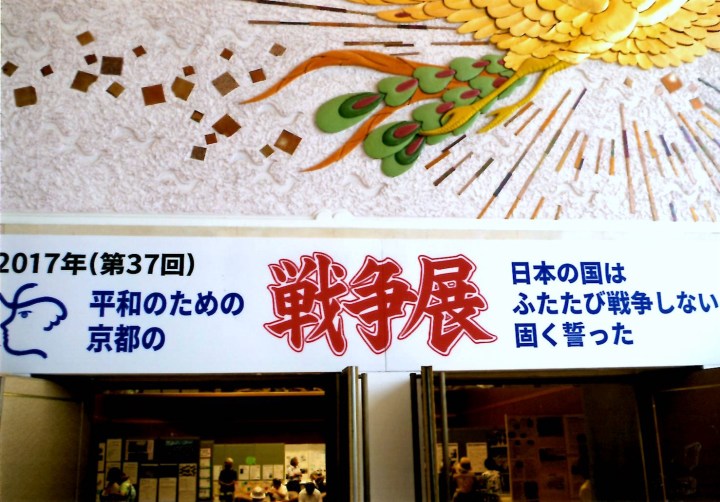 2017年(第37回)
平和のための
京都の
戦争展
日本の国は
ふたたび戦争しない
固く誓った